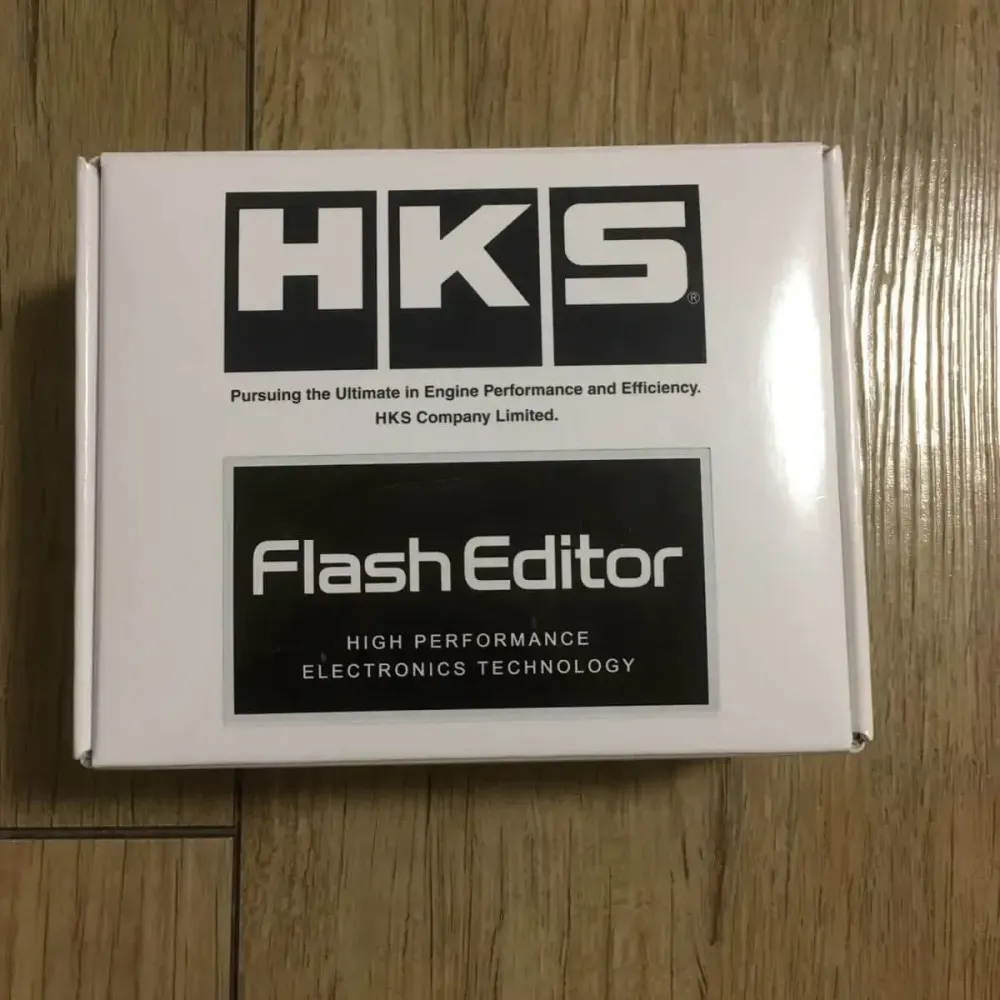 HKS®
Pursuing the Ultimate in Engine Performance and Efficiency.
HKS Company Limited.
Flash Editor
HIGH PERFORMANCE
ELECTRONICS TECHNOLOGY